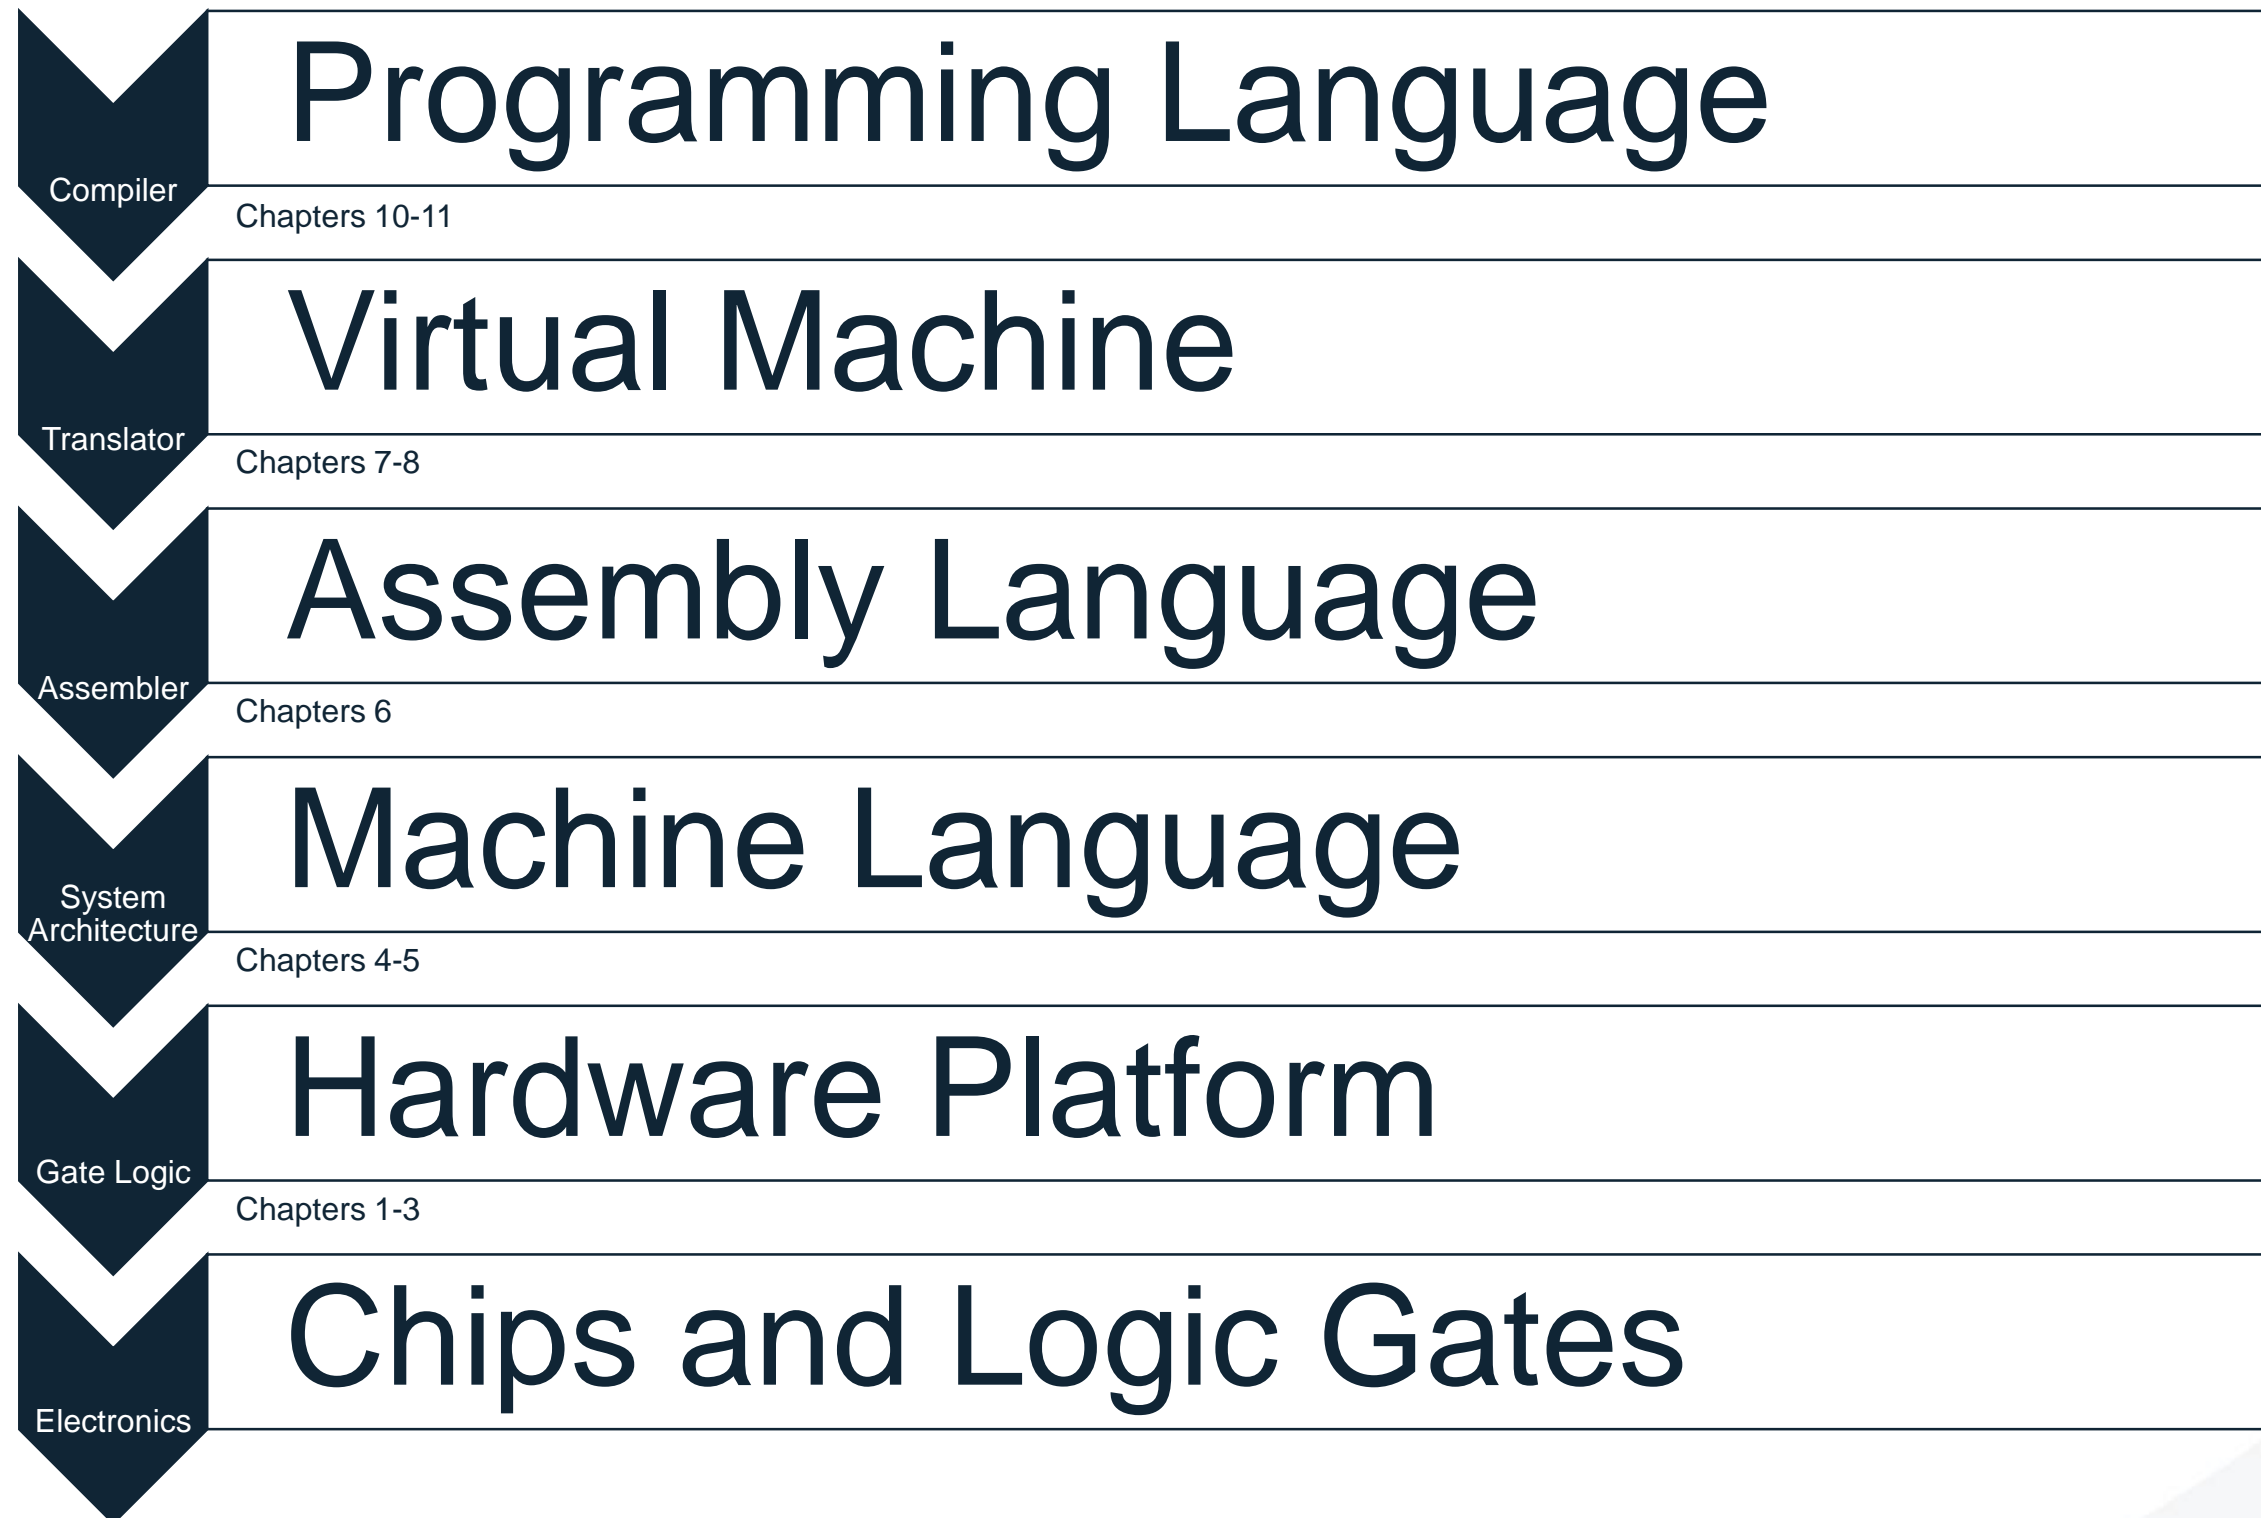 Programming Language
Compiler
Chapters 10-11
Virtual Machine
Translator
Chapters 7-8
Assembly Language
Assembler
Chapters 6
Machine Language
System
Architecture
Chapters 4-5
Hardware Platform
Gate Logic
Chapters 1-3
Chips and Logic Gates
Electronics